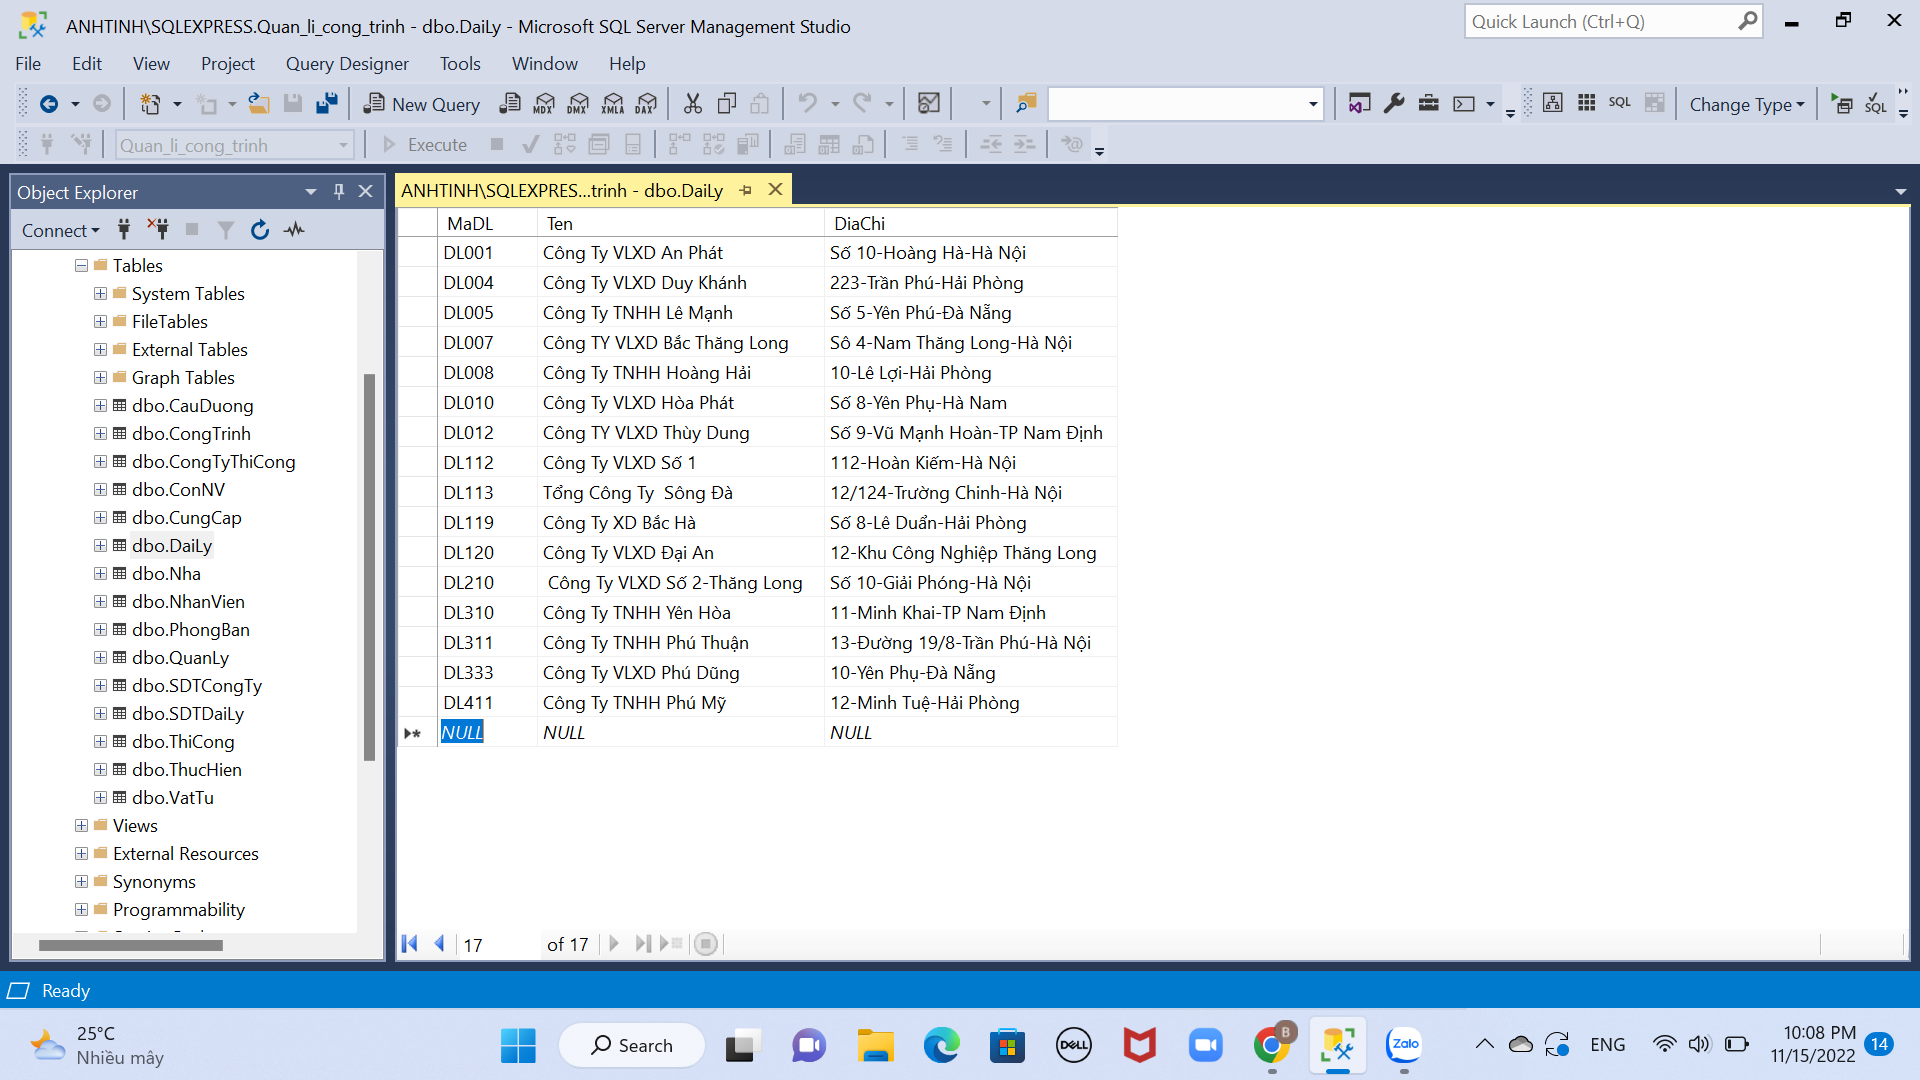 ANHTINH\SQLEXPRESS.Quan_li_cong_trinh - dbo.DaiLy - Microsoft SQL Server Management Studio
Quick Launch (Ctrl+Q)
File Edit View Project Query Designer Tools Window Help
New Query MDX DMX XMLA DAX SQL Change Type SQL
Quan_li_cong_trinh Execute
Object Explorer
Connect
Tables
System Tables
FileTables
External Tables
Graph Tables
dbo.CauDuong
dbo.CongTrinh
dbo.CongTyThiCong
dbo.ConNV
dbo.CungCap
dbo.DaiLy
dbo.Nha
dbo.NhanVien
dbo.PhongBan
dbo.QuanLy
dbo.SDTCongTy
dbo.SDTDaiLy
dbo.ThiCong
dbo.ThucHien
dbo.VatTu
Views
External Resources
Synonyms
Programmability
ANHTINH\SQLEXPRES...trinh - dbo.DaiLy
MaDL Ten DiaChi
DL001 Công Ty VLXD An Phát Số 10-Hoàng Hà-Hà Nội
DL004 Công Ty VLXD Duy Khánh 223-Trần Phú-Hải Phòng
DL005 Công Ty TNHH Lê Mạnh Số 5-Yên Phú-Đà Nẵng
DL007 Công TY VLXD Bắc Thăng Long Sô 4-Nam Thăng Long-Hà Nội
DL008 Công Ty TNHH Hoàng Hải 10-Lê Lợi-Hải Phòng
DL010 Công Ty VLXD Hòa Phát Số 8-Yên Phụ-Hà Nam
DL012 Công TY VLXD Thùy Dung Số 9-Vũ Mạnh Hoàn-TP Nam Định
DL112 Công Ty VLXD Số 1 112-Hoàn Kiếm-Hà Nội
DL113 Tổng Công Ty  Sông Đà 12/124-Trường Chinh-Hà Nội
DL119 Công Ty XD Bắc Hà Số 8-Lê Duẩn-Hải Phòng
DL120 Công Ty VLXD Đại An 12-Khu Công Nghiệp Thăng Long
DL210 Công Ty VLXD Số 2-Thăng Long Số 10-Giải Phóng-Hà Nội
DL310 Công Ty TNHH Yên Hòa 11-Minh Khai-TP Nam Định
DL311 Công Ty TNHH Phú Thuận 13-Đường 19/8-Trần Phú-Hà Nội
DL333 Công Ty VLXD Phú Dũng 10-Yên Phụ-Đà Nẵng
DL411 Công Ty TNHH Phú Mỹ 12-Minh Tuệ-Hải Phòng
NULL NULL NULL
17 of 17
Ready
25°C
Nhiều mây
Search
DELL
B
Zalo
ENG
10:08 PM
11/15/2022
14